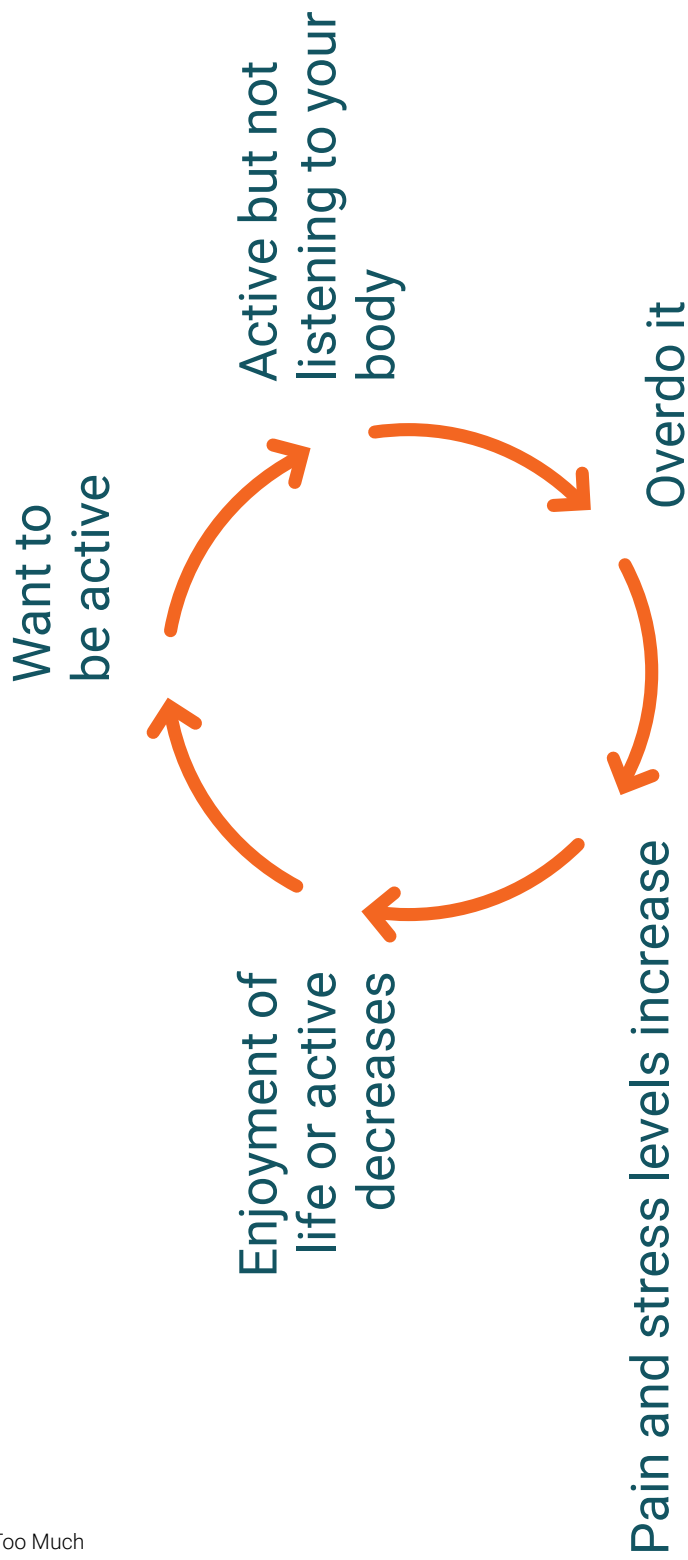 Want to
be active
Active but not
listening to your
body
Overdo it
Pain and stress levels increase
Enjoyment of
life or active
decreases
Too Much